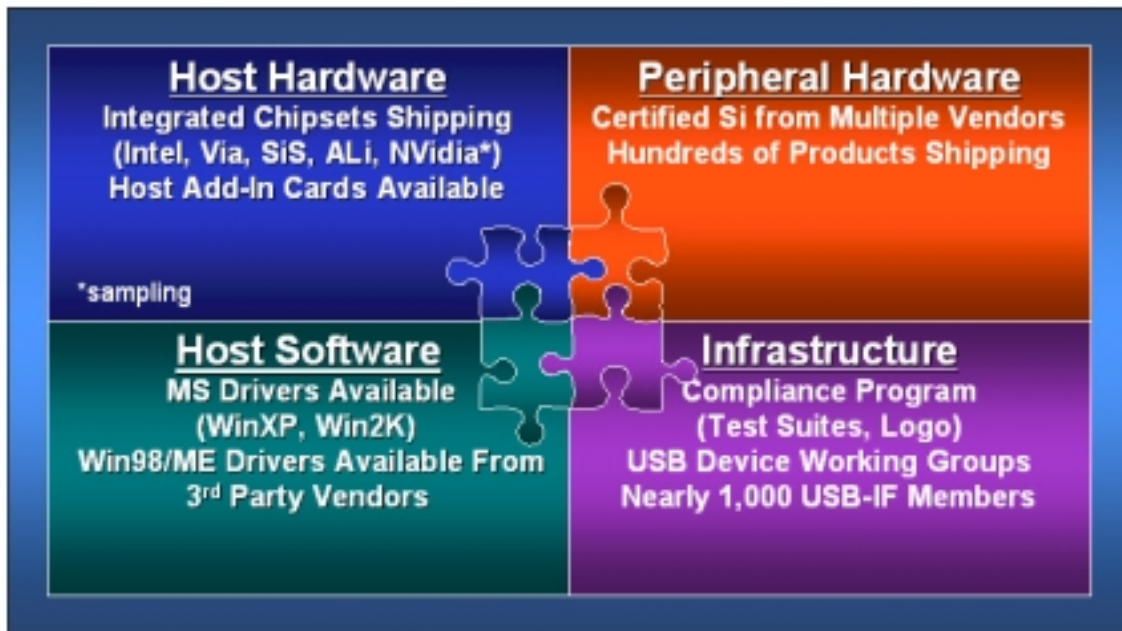 Host Hardware
Integrated Chipsets Shipping
(Intel, Via, SiS, ALi, NVidia*)
Host Add-In Cards Available
*sampling
Peripheral Hardware
Certified Si from Multiple Vendors
Hundreds of Products Shipping
Host Software
MS Drivers Available
(WinXP, Win2K)
Win98/ME Drivers Available From
3rd Party Vendors
Infrastructure
Compliance Program
(Test Suites, Logo)
USB Device Working Groups
Nearly 1,000 USB-IF Members